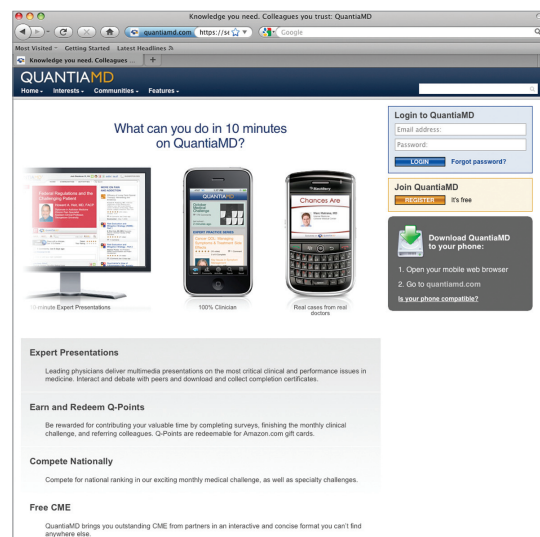 Knowledge you need. Colleagues you trust: QuantiaMD
quantiamd.com
Google
Most Visited
Getting Started
Latest Headlines
Knowledge you need. Colleagues ...
QUANTIAMD
Home
Interests
Communities
Features
What can you do in 10 minutes
on QuantiaMD?
Federal Regulations and the
Challenging Patient
QUANTIAMD
BlackBerry
Chances Are
10-minute Expert Presentations
100% Clinician
Real cases from real
doctors
Login to QuantiaMD
Email address:
Password:
LOGIN
Forgot password?
Join QuantiaMD
REGISTER
It's free
Download QuantiaMD
to your phone:
1. Open your mobile web browser
2. Go to quantiamd.com
Is your phone compatible?
Expert Presentations
Leading physicians deliver multimedia presentations on the most critical clinical and performance issues in
medicine. Interact and debate with peers and download and collect completion certificates.
Earn and Redeem Q-Points
Be rewarded for contributing your valuable time by completing surveys, finishing the monthly clinical
challenge, and referring colleagues. Q-Points are redeemable for Amazon.com gift cards.
Compete Nationally
Compete for national ranking in our exciting monthly medical challenge, as well as specialty challenges.
Free CME
QuantiaMD brings you outstanding CME from partners in an interactive and concise format you can't find
anywhere else.